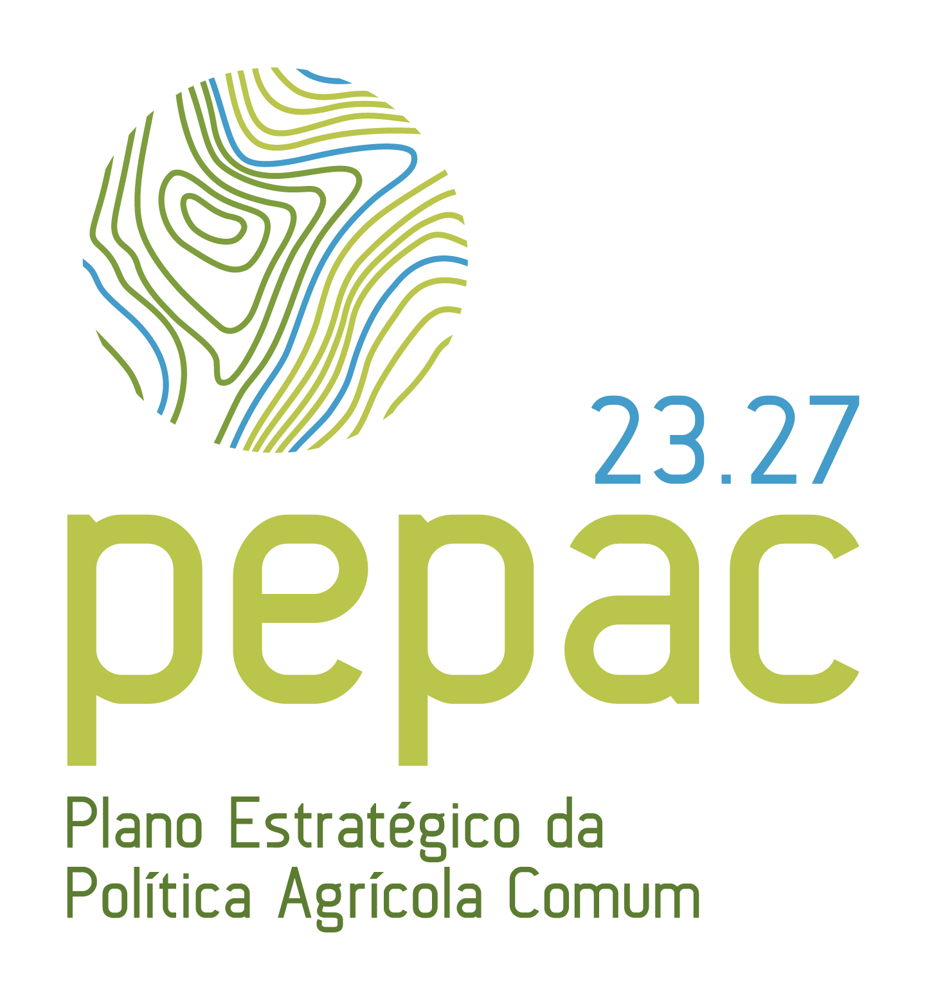 23.27
pepac
Plano Estratégico da
Política Agrícola Comum